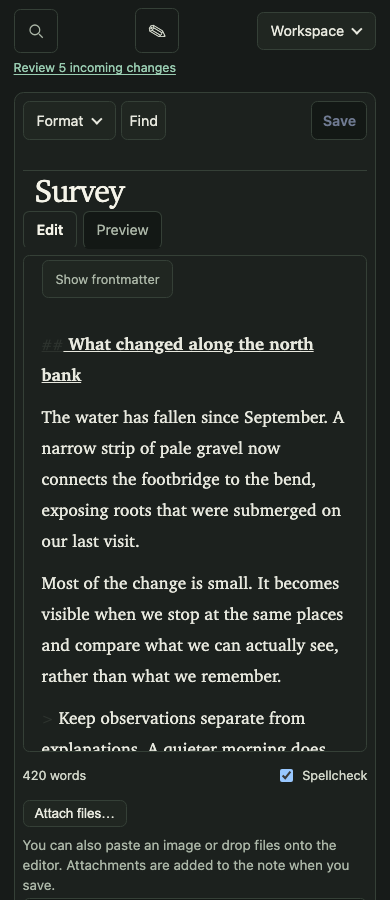 Workspace
Review 5 incoming changes
Format
Find
Save
Survey
Edit
Preview
Show frontmatter
## What changed along the north
bank
The water has fallen since September. A
narrow strip of pale gravel now
connects the footbridge to the bend,
exposing roots that were submerged on
our last visit.
Most of the change is small. It becomes
visible when we stop at the same places
and compare what we can actually see,
rather than what we remember.
> Keep observations separate from
explanations. A quieter morning does
420 words
Spellcheck
Attach files…
You can also paste an image or drop files onto the
editor. Attachments are added to the note when you
save.